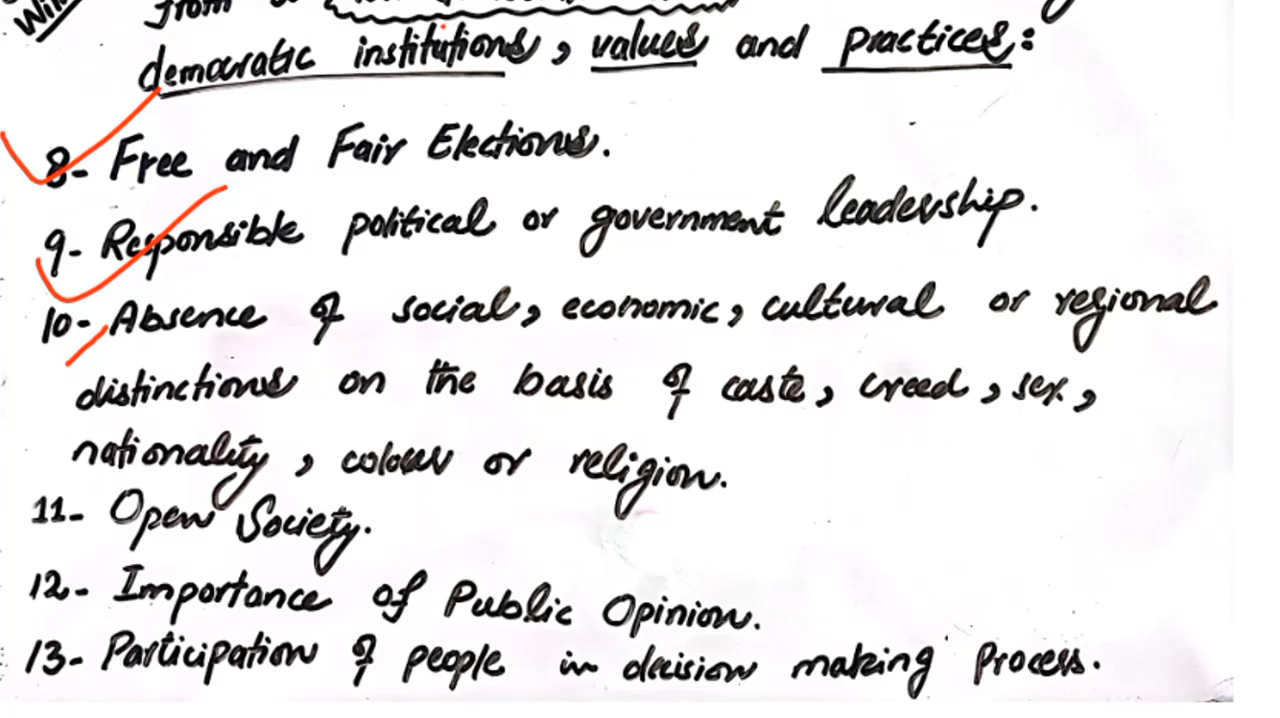 from
democratic institutions, values and practices:
8- Free and Fair Elections.
9- Responsible political or government leadership.
10- Absence of social, economic, cultural or regional
distinctions on the basis of caste, creed, sex,
nationality, colour or religion.
11- Open Society.
12- Importance of Public Opinion.
13- Participation of people in decision making Process.